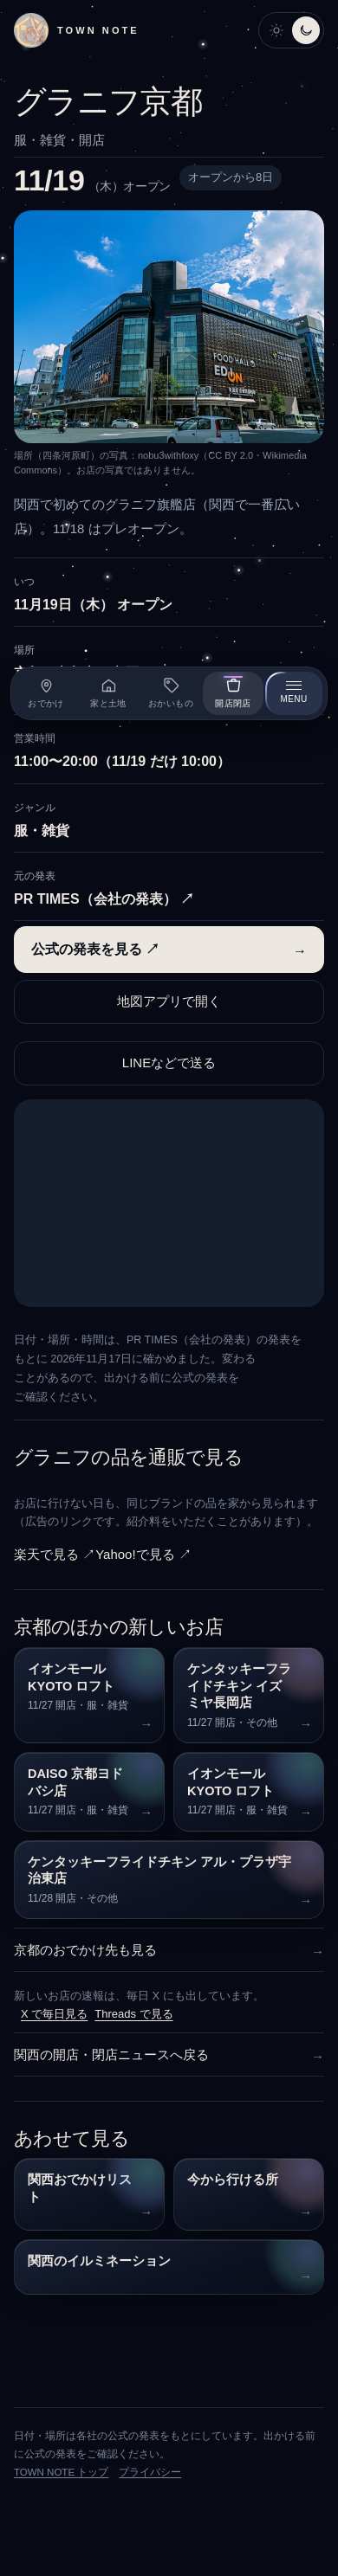 TOWN NOTE
グラニフ京都
服・雑貨・開店
11/19 （木）オープン オープンから8日
FOOD HALL
EDION
FOOD HALL
EDION
場所（四条河原町）の写真：nobu3withfoxy（CC BY 2.0・Wikimedia
Commons）。お店の写真ではありません。
関西で初めてのグラニフ旗艦店（関西で一番広い
店）。11/18 はプレオープン。
いつ
11月19日（木） オープン
場所
おでかけ
家と土地
おかいもの
開店閉店
MENU
営業時間
11:00〜20:00（11/19 だけ 10:00）
ジャンル
服・雑貨
元の発表
PR TIMES（会社の発表） ↗
公式の発表を見る ↗ →
地図アプリで開く
LINEなどで送る
日付・場所・時間は、PR TIMES（会社の発表）の発表を
もとに 2026年11月17日に確かめました。変わる
ことがあるので、出かける前に公式の発表を
ご確認ください。
グラニフの品を通販で見る
お店に行けない日も、同じブランドの品を家から見られます
（広告のリンクです。紹介料をいただくことがあります）。
楽天で見る ↗Yahoo!で見る ↗
京都のほかの新しいお店
イオンモール
KYOTO ロフト
11/27 開店・服・雑貨
→
ケンタッキーフラ
イドチキン イズ
ミヤ長岡店
11/27 開店・その他
→
DAISO 京都ヨド
バシ店
11/27 開店・服・雑貨
→
イオンモール
KYOTO ロフト
11/27 開店・服・雑貨
→
ケンタッキーフライドチキン アル・プラザ宇
治東店
11/28 開店・その他
→
京都のおでかけ先も見る →
新しいお店の速報は、毎日 X にも出しています。
X で毎日見る Threads で見る
関西の開店・閉店ニュースへ戻る →
あわせて見る
関西おでかけリス
ト
→
今から行ける所
→
関西のイルミネーション
→
日付・場所は各社の公式の発表をもとにしています。出かける前
に公式の発表をご確認ください。
TOWN NOTE トップ プライバシー